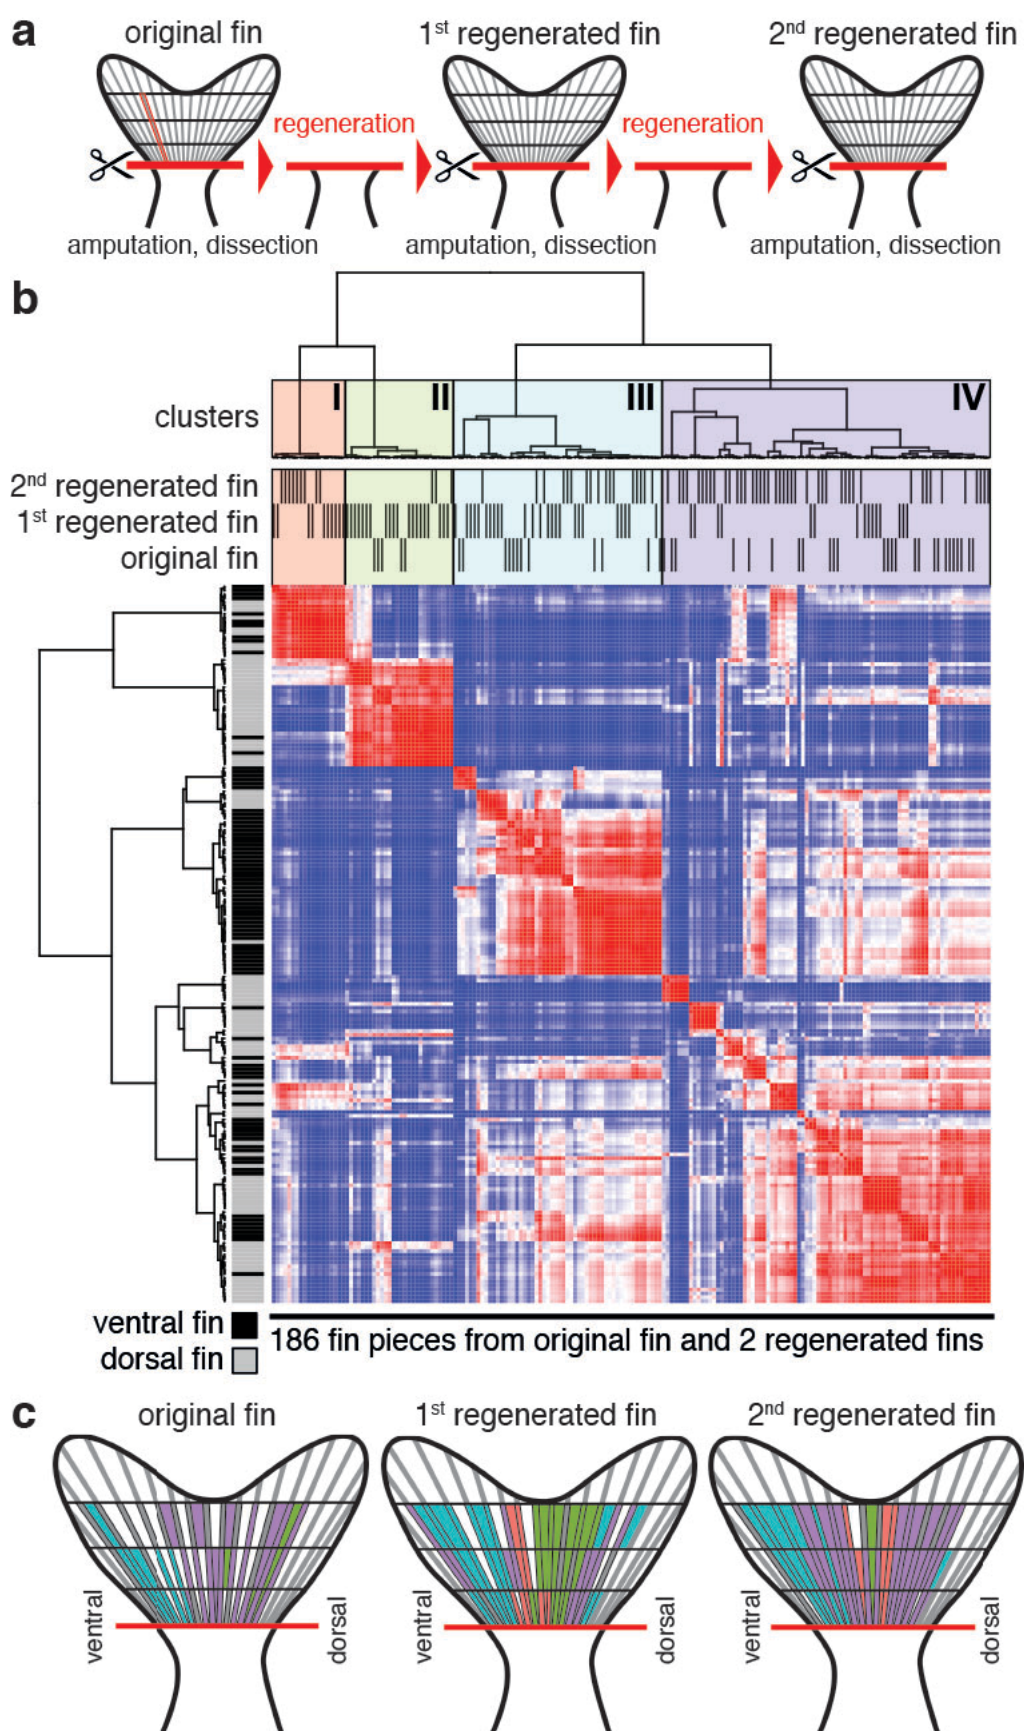 a
original fin
1st regenerated fin
2nd regenerated fin
regeneration
regeneration
amputation, dissection
amputation, dissection
amputation, dissection
b
clusters
I
II
III
IV
2nd regenerated fin
1st regenerated fin
original fin
ventral fin
dorsal fin
186 fin pieces from original fin and 2 regenerated fins
c
original fin
1st regenerated fin
2nd regenerated fin
ventral
dorsal
ventral
dorsal
ventral
dorsal